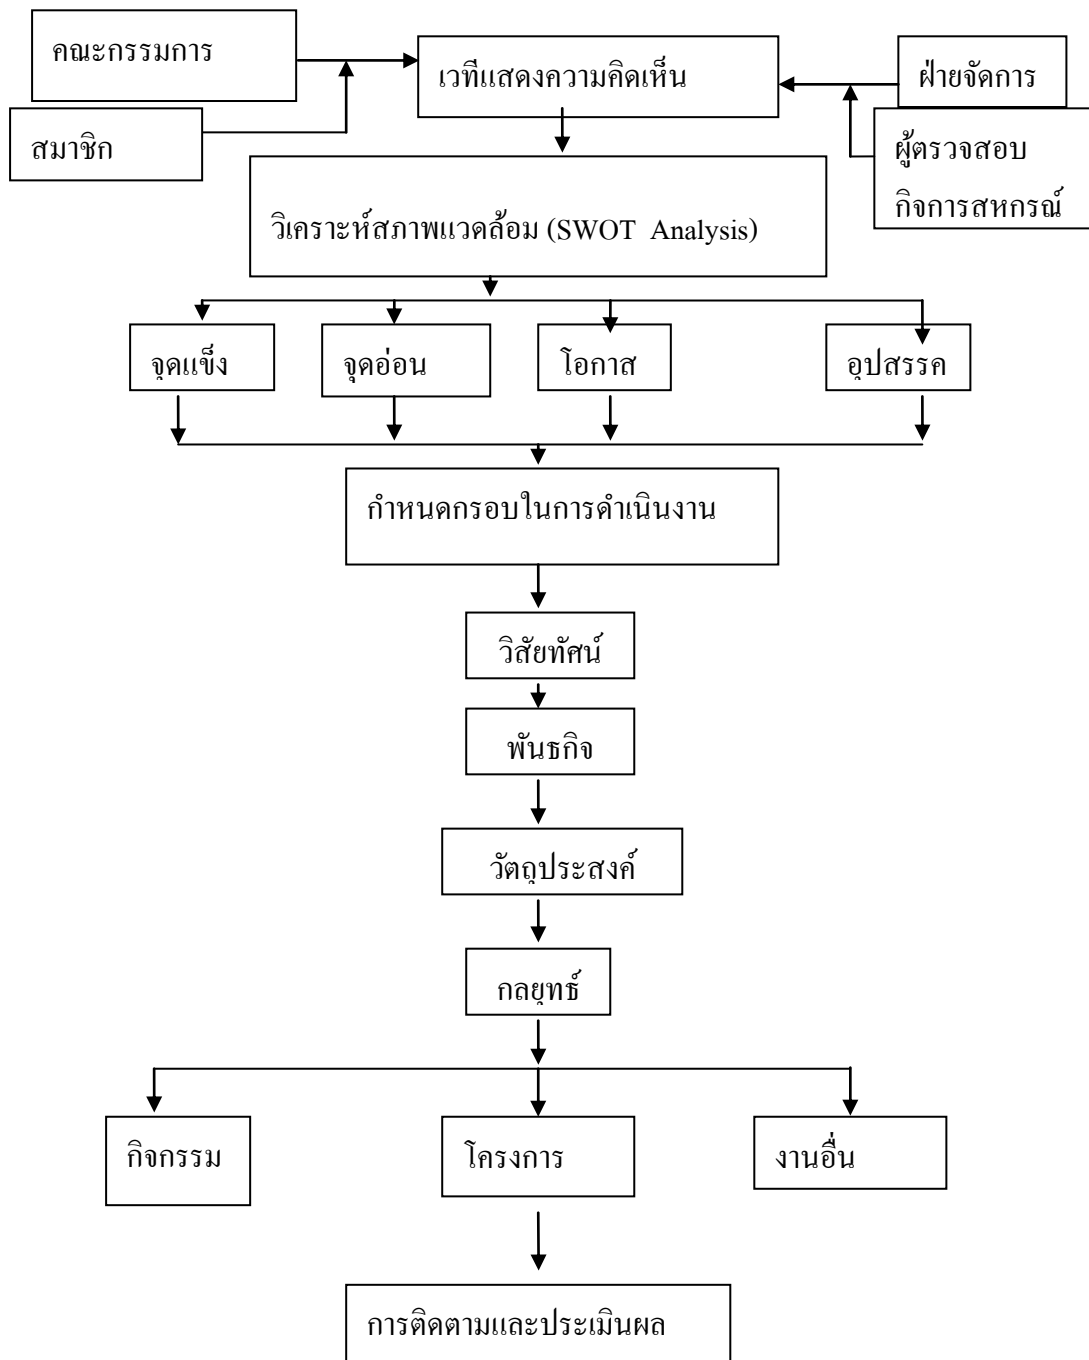 คณะกรรมการ
เวทีแสดงความคิดเห็น
ฝ่ายจัดการ
สมาชิก
ผู้ตรวจสอบ
กิจการสหกรณ์
วิเคราะห์สภาพแวดล้อม (SWOT Analysis)
จุดแข็ง
จุดอ่อน
โอกาส
อุปสรรค
กำหนดกรอบในการดำเนินงาน
วิสัยทัศน์
พันธกิจ
วัตถุประสงค์
กลยุทธ์
กิจกรรม
โครงการ
งานอื่น
การติดตามและประเมินผล